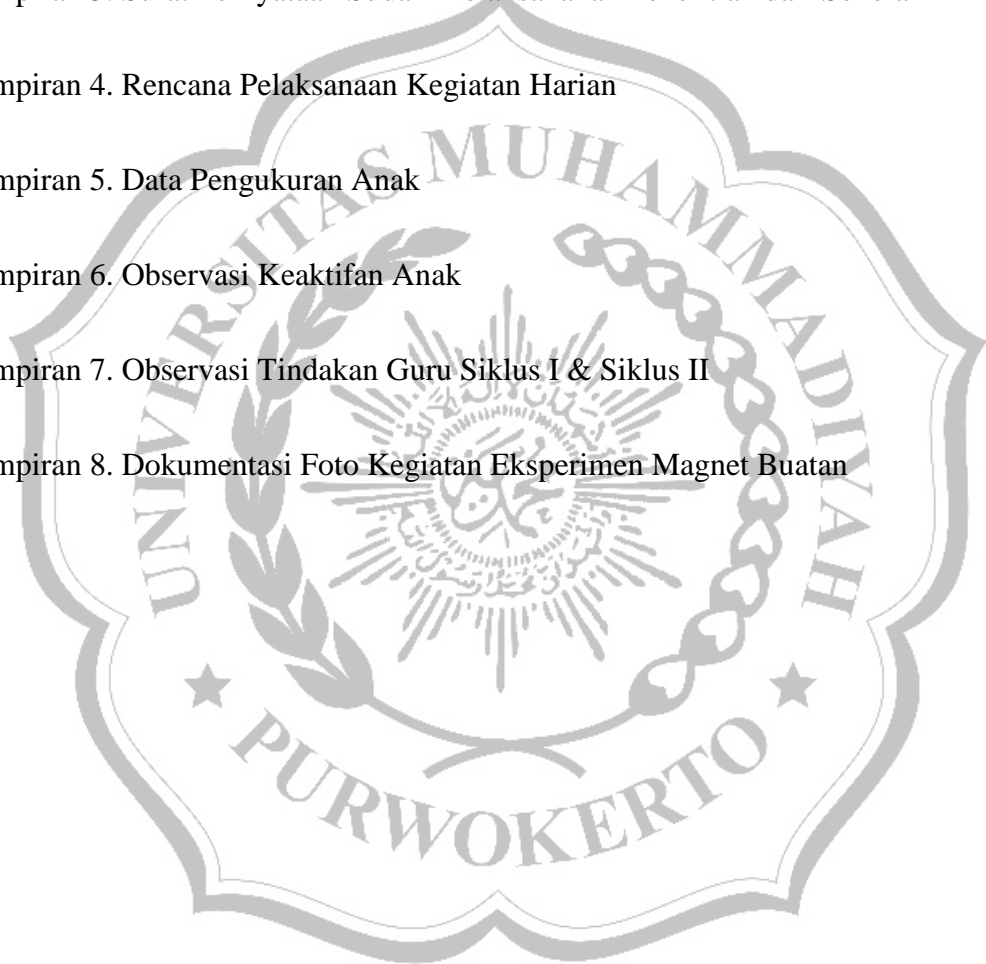 mpiran 4. Rencana Pelaksanaan Kegiatan Harian
mpiran 5. Data Pengukuran Anak
mpiran 6. Observasi Keaktifan Anak
mpiran 7. Observasi Tindakan Guru Siklus I & Siklus II
mpiran 8. Dokumentasi Foto Kegiatan Eksperimen Magnet Buatan
UNIVERSITAS MUHAMMADIYAH
PURWOKERTO